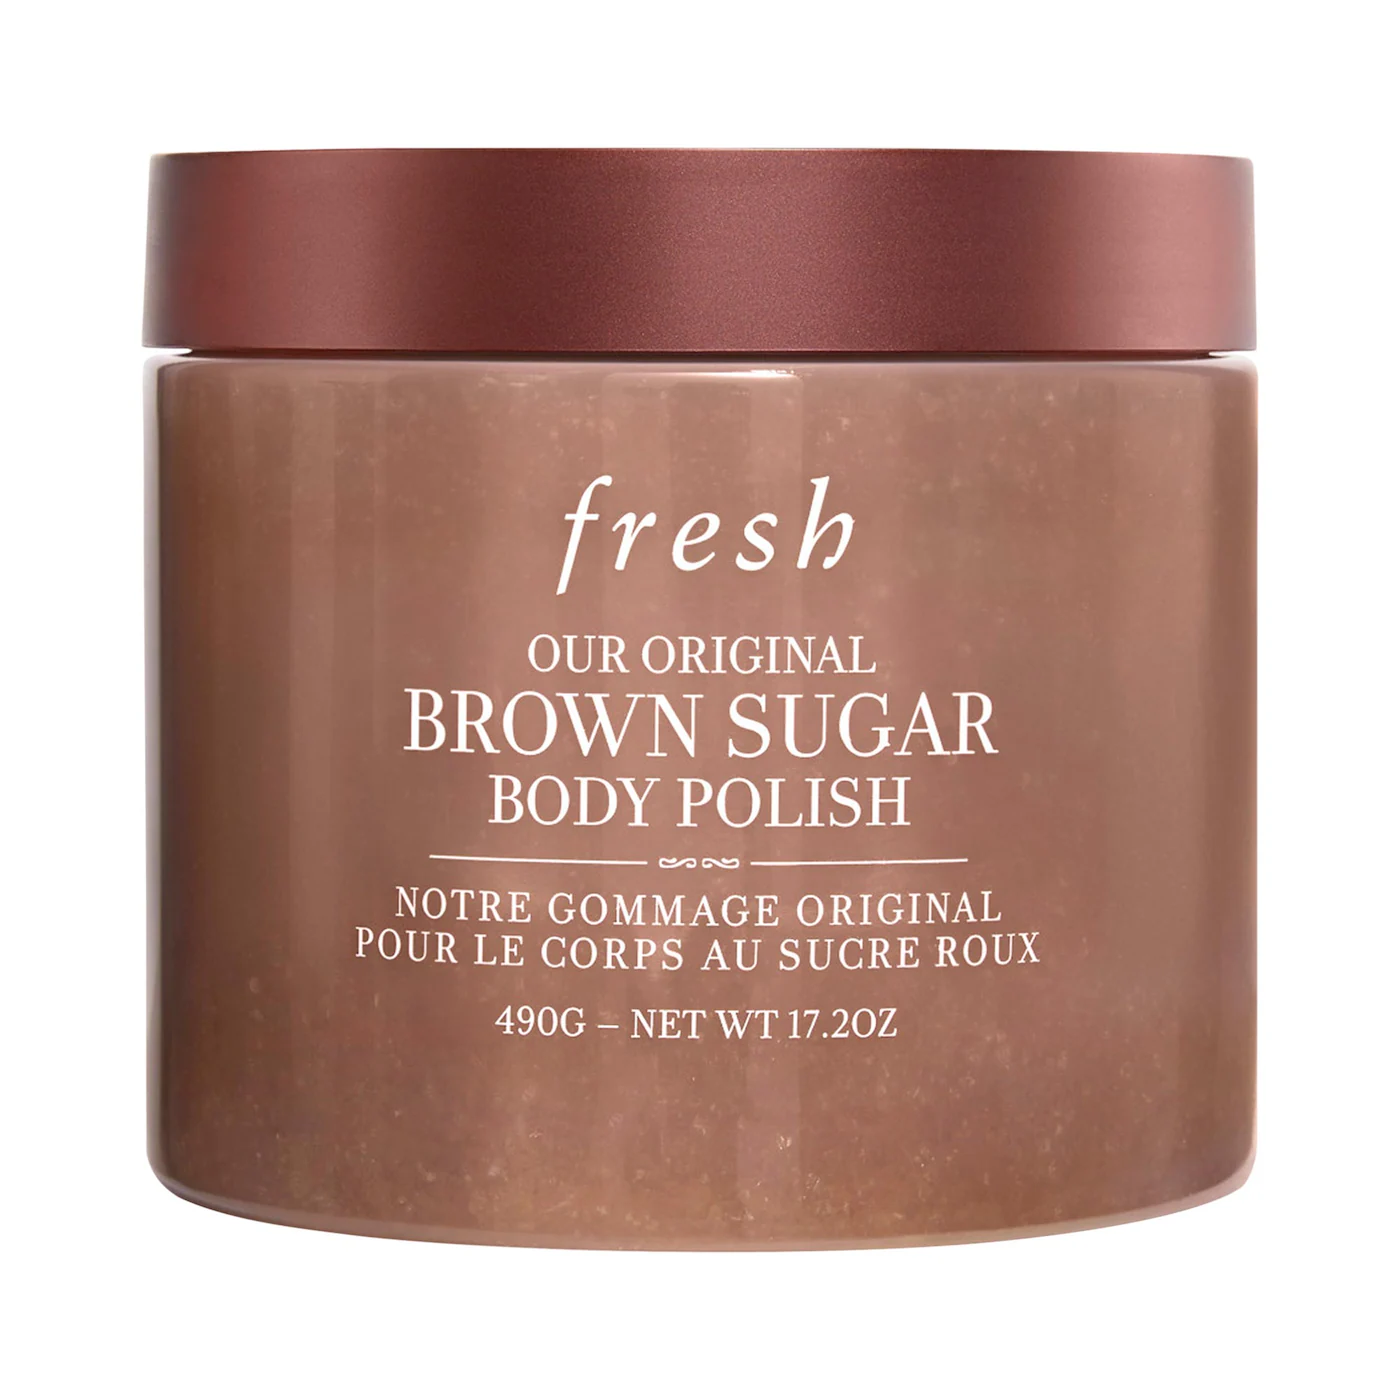 fresh
OUR ORIGINAL
BROWN SUGAR
BODY POLISH
NOTRE GOMMAGE ORIGINAL
POUR LE CORPS AU SUCRE ROUX
490G – NET WT 17.2OZ